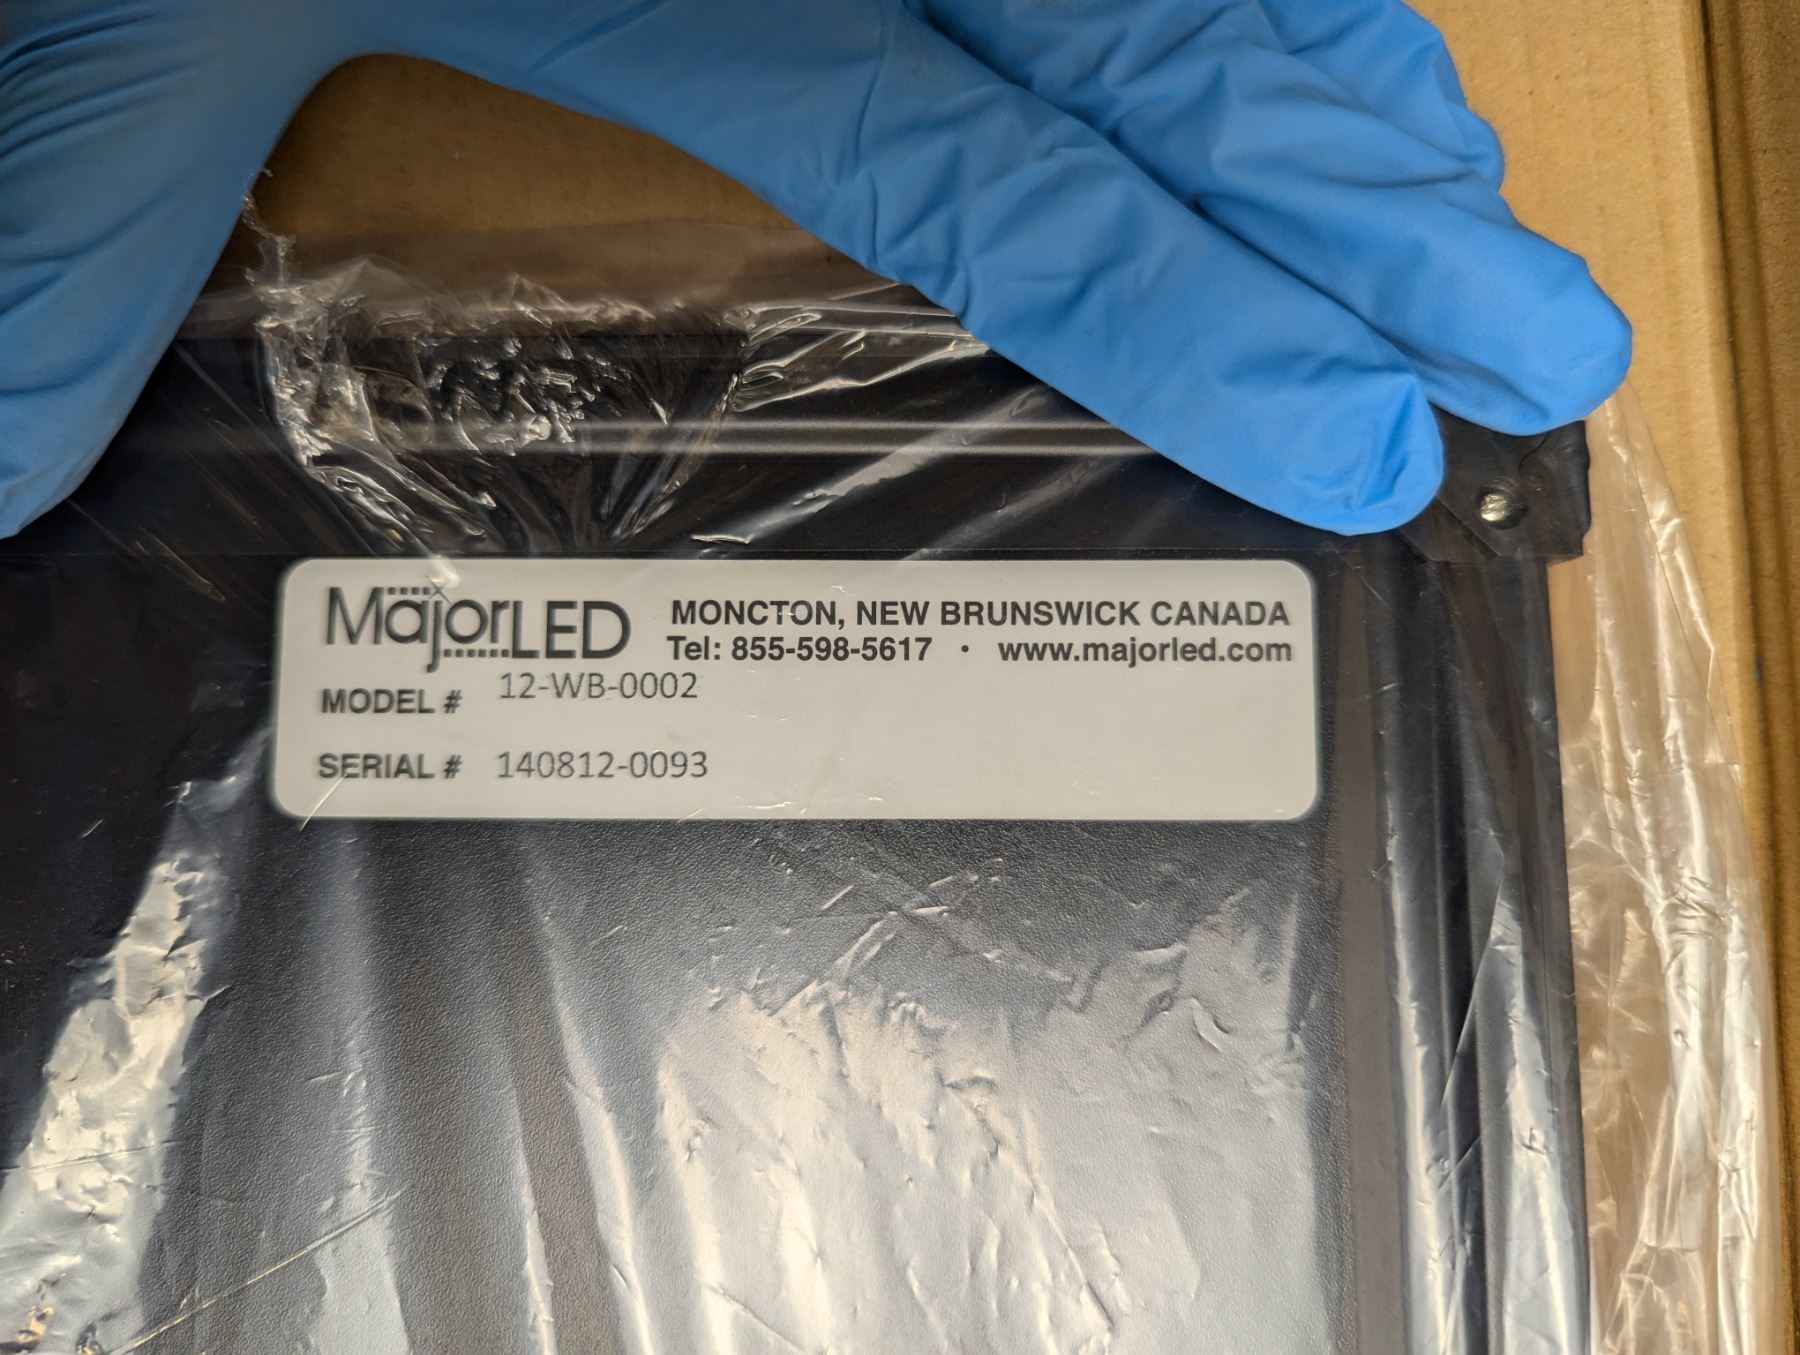 MajorLED
MONCTON, NEW BRUNSWICK CANADA
Tel: 855-598-5617 • www.majorled.com
MODEL # 12-WB-0002
SERIAL # 140812-0093